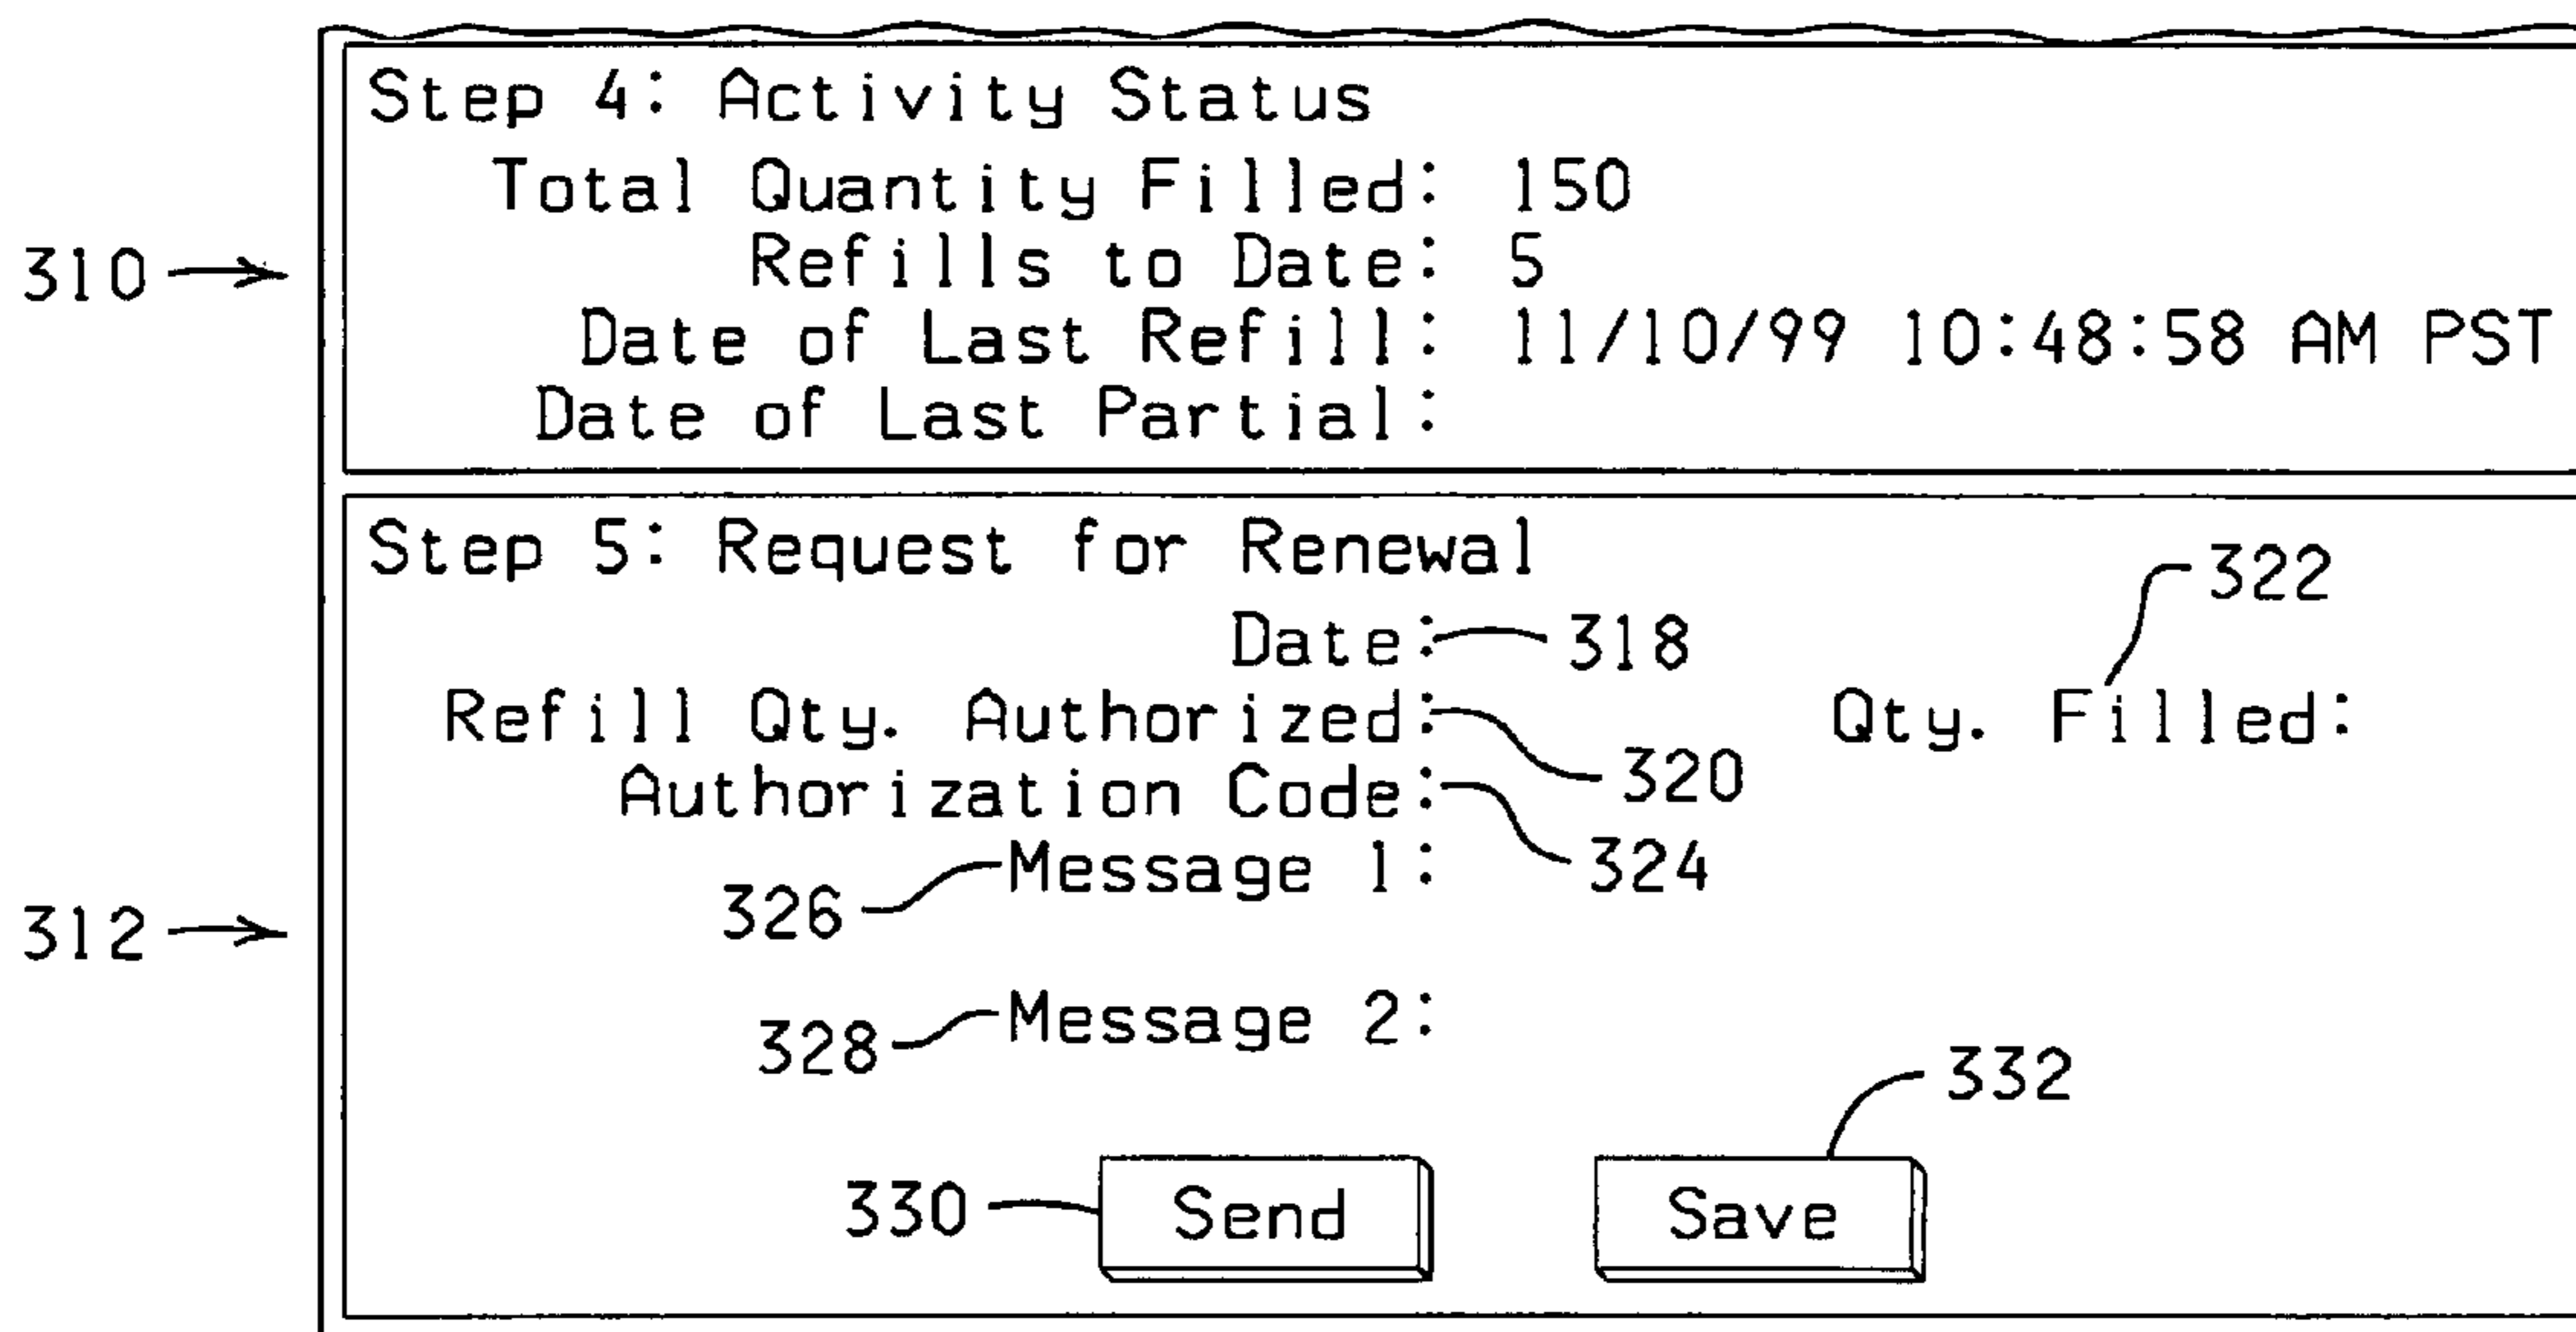 Step 4: Activity Status
Total Quantity Filled: 150
310
Refills to Date: 5
Date of Last Refill: 11/10/99 10:48:58 AM PST
Date of Last Partial:
Step 5: Request for Renewal
322
Date: 318
Refill Qty. Authorized: Qty. Filled:
320
Authorization Code:
324
Message 1:
326
312
Message 2:
328
332
330 Send Save